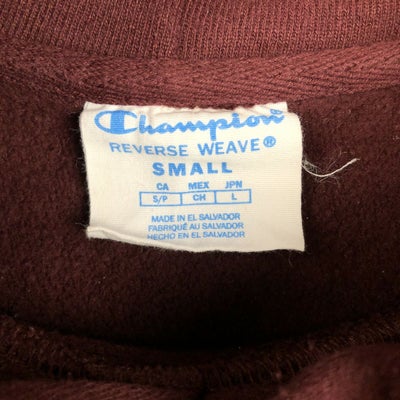 Champion
REVERSE WEAVE®
SMALL
CA MEX JPN
S/P CH L
MADE IN EL SALVADOR
FABRIQUÉ AU SALVADOR
HECHO EN EL SALVADOR